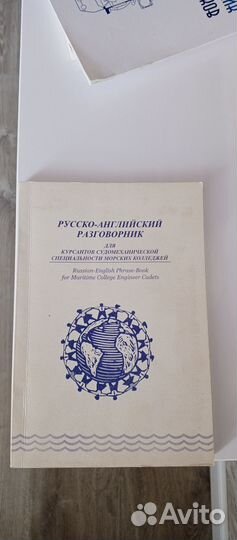 РУССКО-АНГЛИЙСКИЙ
РАЗГОВОРНИК
ДЛЯ
КУРСАНТОВ СУДОМЕХАНИЧЕСКОЙ
СПЕЦИАЛЬНОСТИ МОРСКИХ КОЛЛЕДЖЕЙ
Russian-English Phrase-Book
for Maritime College Engineer Cadets
Avito